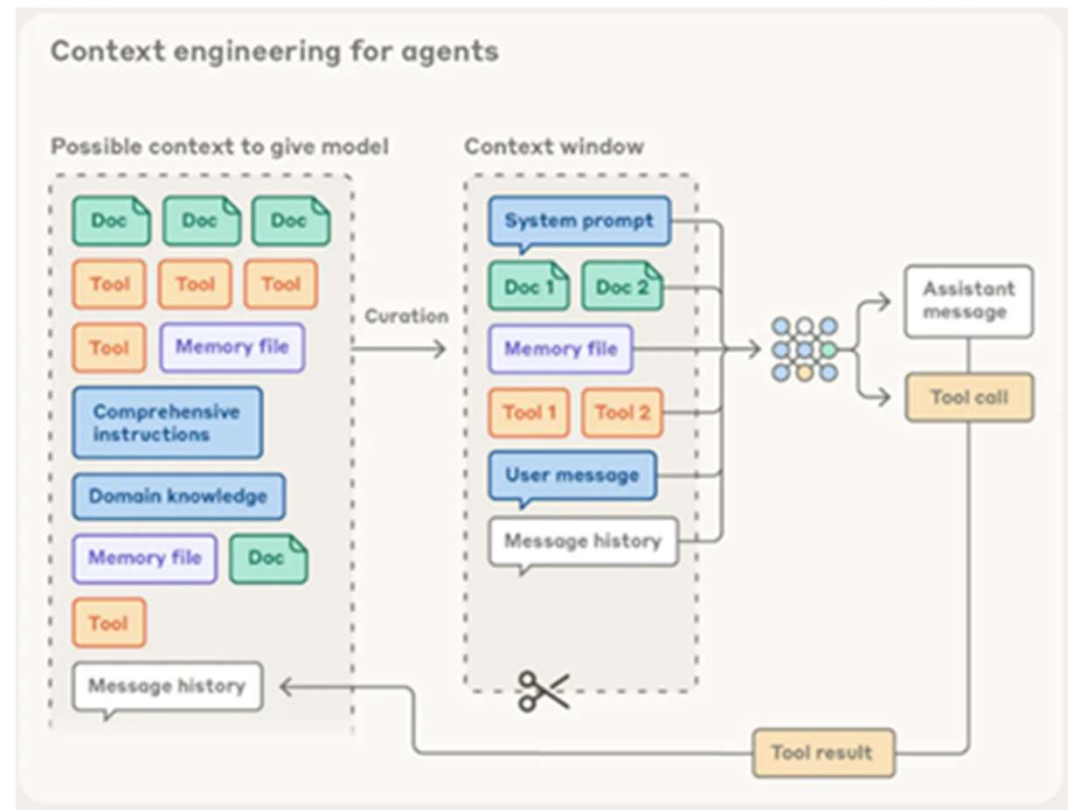 Context engineering for agents
Possible context to give model
Doc Doc Doc
Tool Tool Tool
Tool Memory file
Comprehensive
instructions
Domain knowledge
Memory file Doc
Tool
Message history
Curation
Context window
System prompt
Doc 1 Doc 2
Memory file
Tool 1 Tool 2
User message
Message history
Assistant
message
Tool call
Tool result